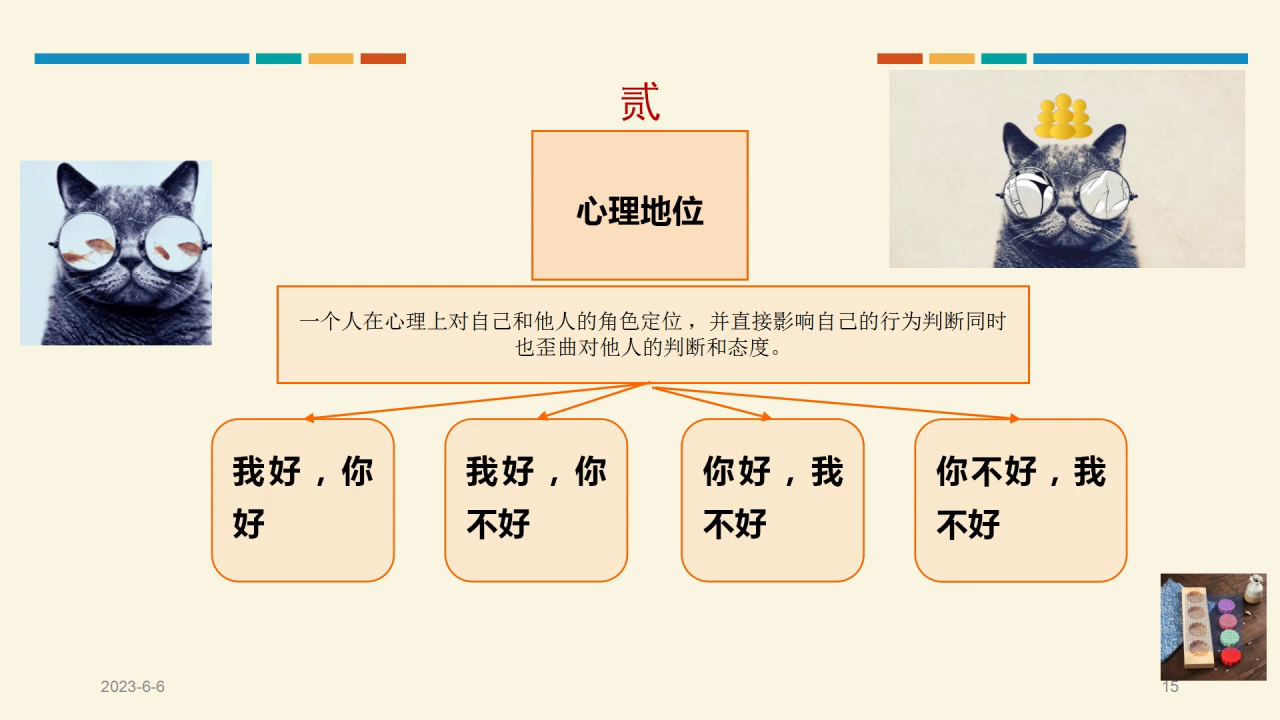 贰
心理地位
一个人在心理上对自己和他人的角色定位，并直接影响自己的行为判断同时
也歪曲对他人的判断和态度。
我好，你
好
我好，你
不好
你好，我
不好
你不好，我
不好
2023-6-6
15